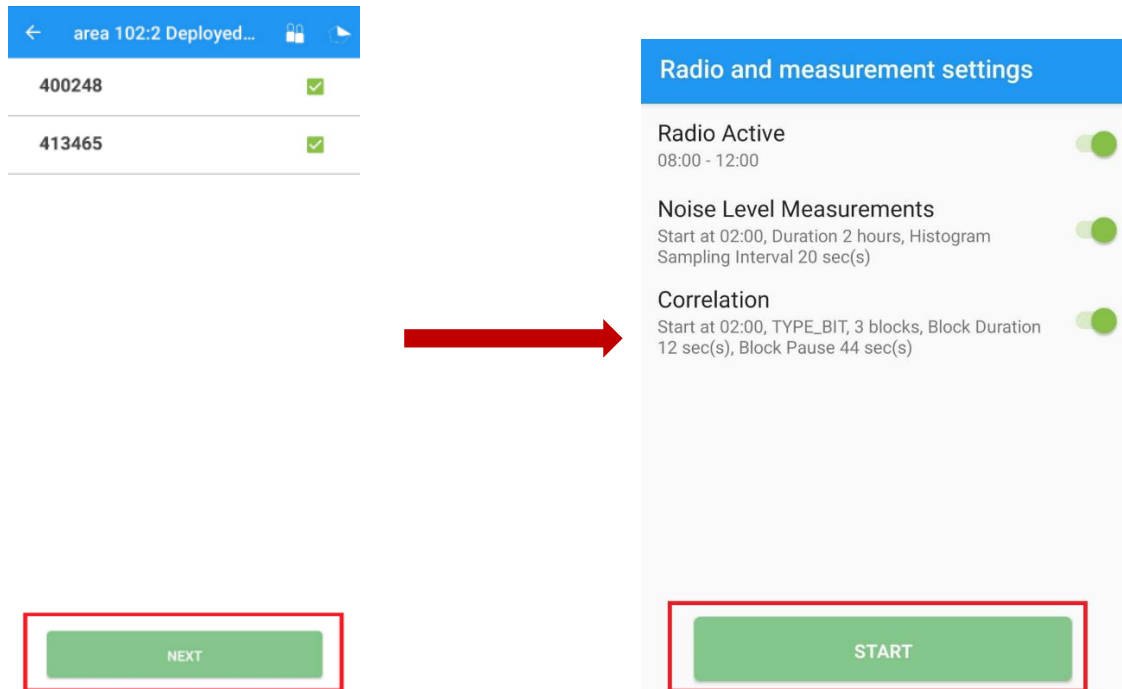 area 102:2 Deployed...
400248
413465
NEXT
Radio and measurement settings
Radio Active
08:00 - 12:00
Noise Level Measurements
Start at 02:00, Duration 2 hours, Histogram
Sampling Interval 20 sec(s)
Correlation
Start at 02:00, TYPE_BIT, 3 blocks, Block Duration
12 sec(s), Block Pause 44 sec(s)
START